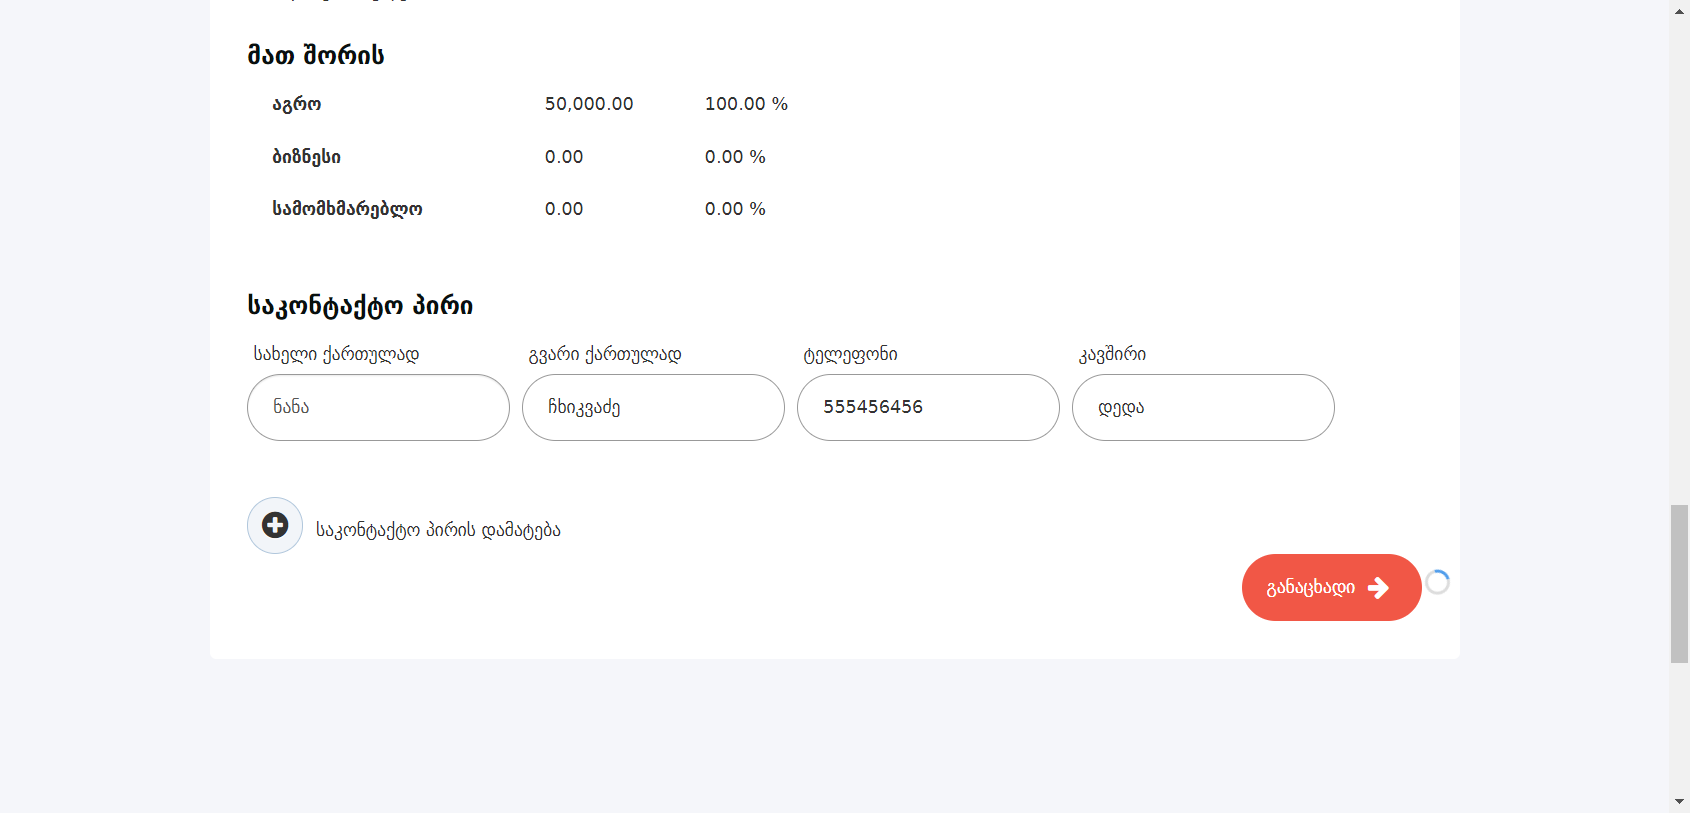 მათ შორის
აგრო 50,000.00 100.00 %
ბიზნესი 0.00 0.00 %
სამომხმარებლო 0.00 0.00 %
საკონტაქტო პირი
სახელი ქართულად გვარი ქართულად ტელეფონი კავშირი
ნანა ჩხიკვაძე 555456456 დედა
საკონტაქტო პირის დამატება
განაცხადი